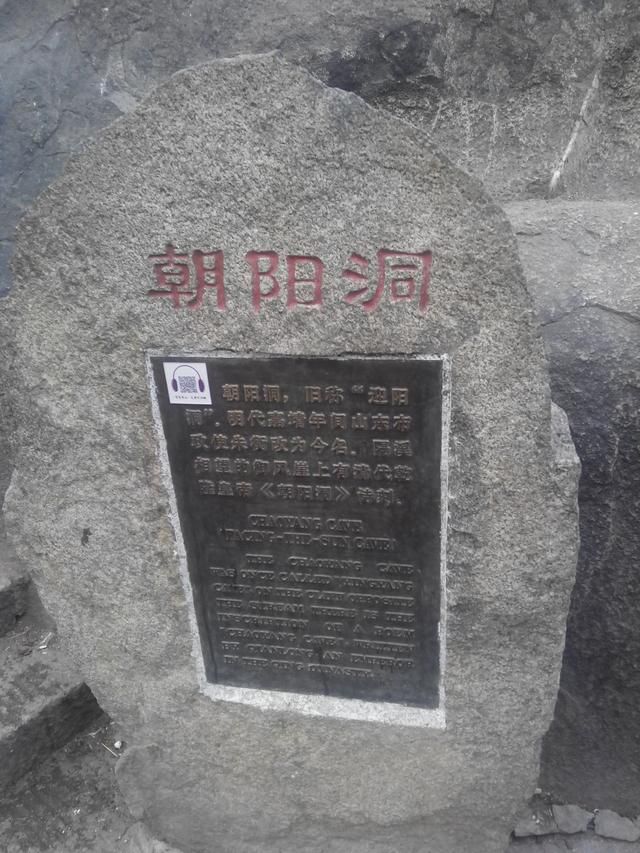 朝阳洞
朝阳洞，旧称“迎阳
洞”，明代嘉靖年间山东布
政使朱衡改为今名，隔溪
相望的御风崖上有清代乾
隆皇帝《朝阳洞》诗刻。
CHAOYANG CAVE
(FACING-THE-SUN CAVE)
THE CHAOYANG CAVE
WAS ONCE CALLED YINGYANG
CAVE. ON THE CLIFF OPPOSITE
THE STREAM THERE IS THE
INSCRIPTION OF A POEM
"CHAOYANG CAVE" WRITTEN
BY QIANLONG, AN EMPEROR
IN THE QING DYNASTY.